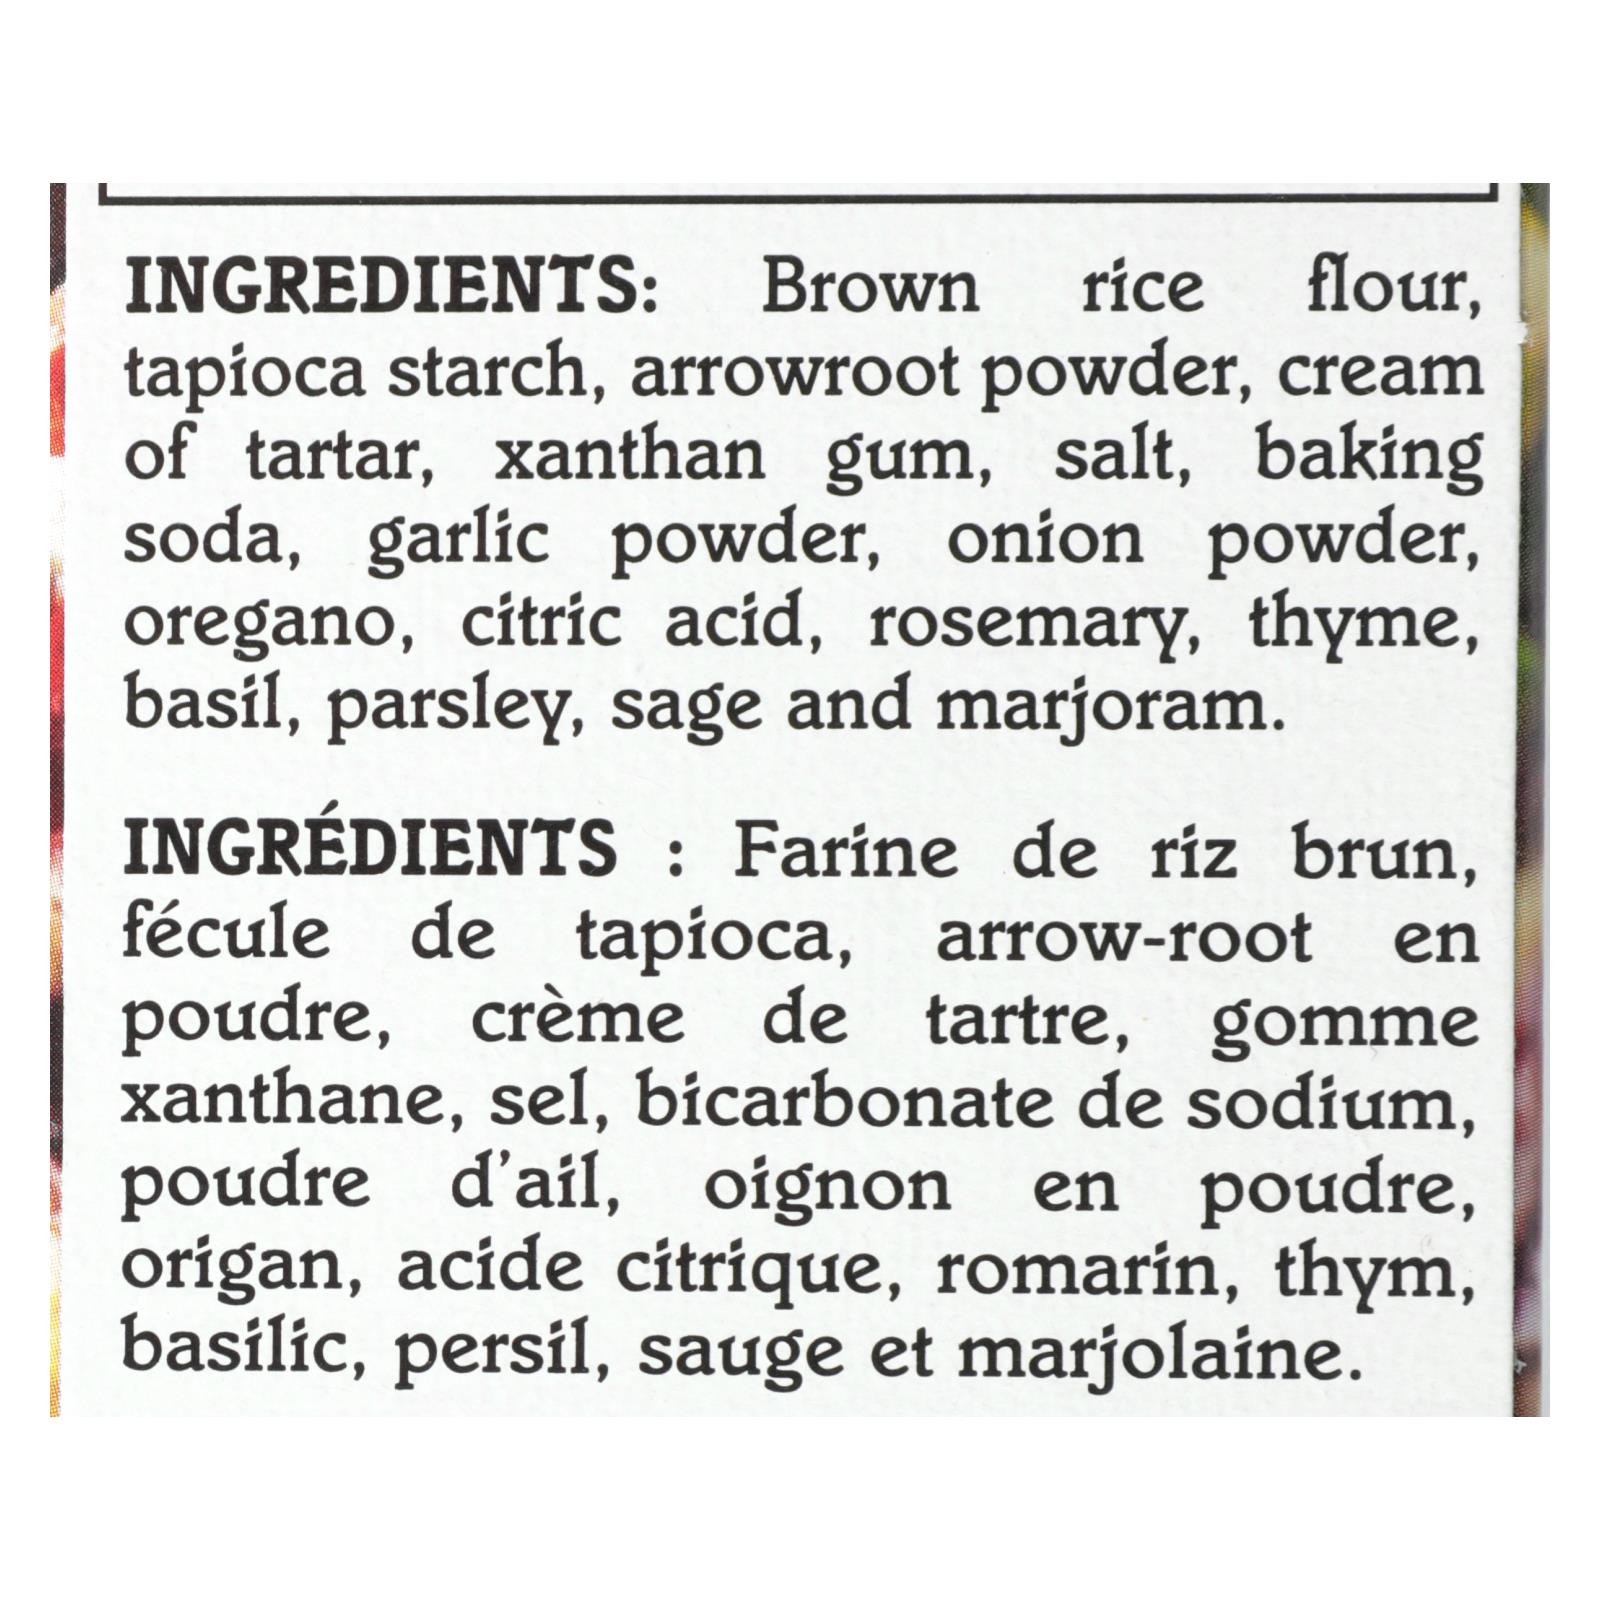 INGREDIENTS: Brown rice flour,
tapioca starch, arrowroot powder, cream
of tartar, xanthan gum, salt, baking
soda, garlic powder, onion powder,
oregano, citric acid, rosemary, thyme,
basil, parsley, sage and marjoram.
INGRÉDIENTS : Farine de riz brun,
fécule de tapioca, arrow-root en
poudre, crème de tartre, gomme
xanthane, sel, bicarbonate de sodium,
poudre d'ail, oignon en poudre,
origan, acide citrique, romarin, thym,
basilic, persil, sauge et marjolaine.